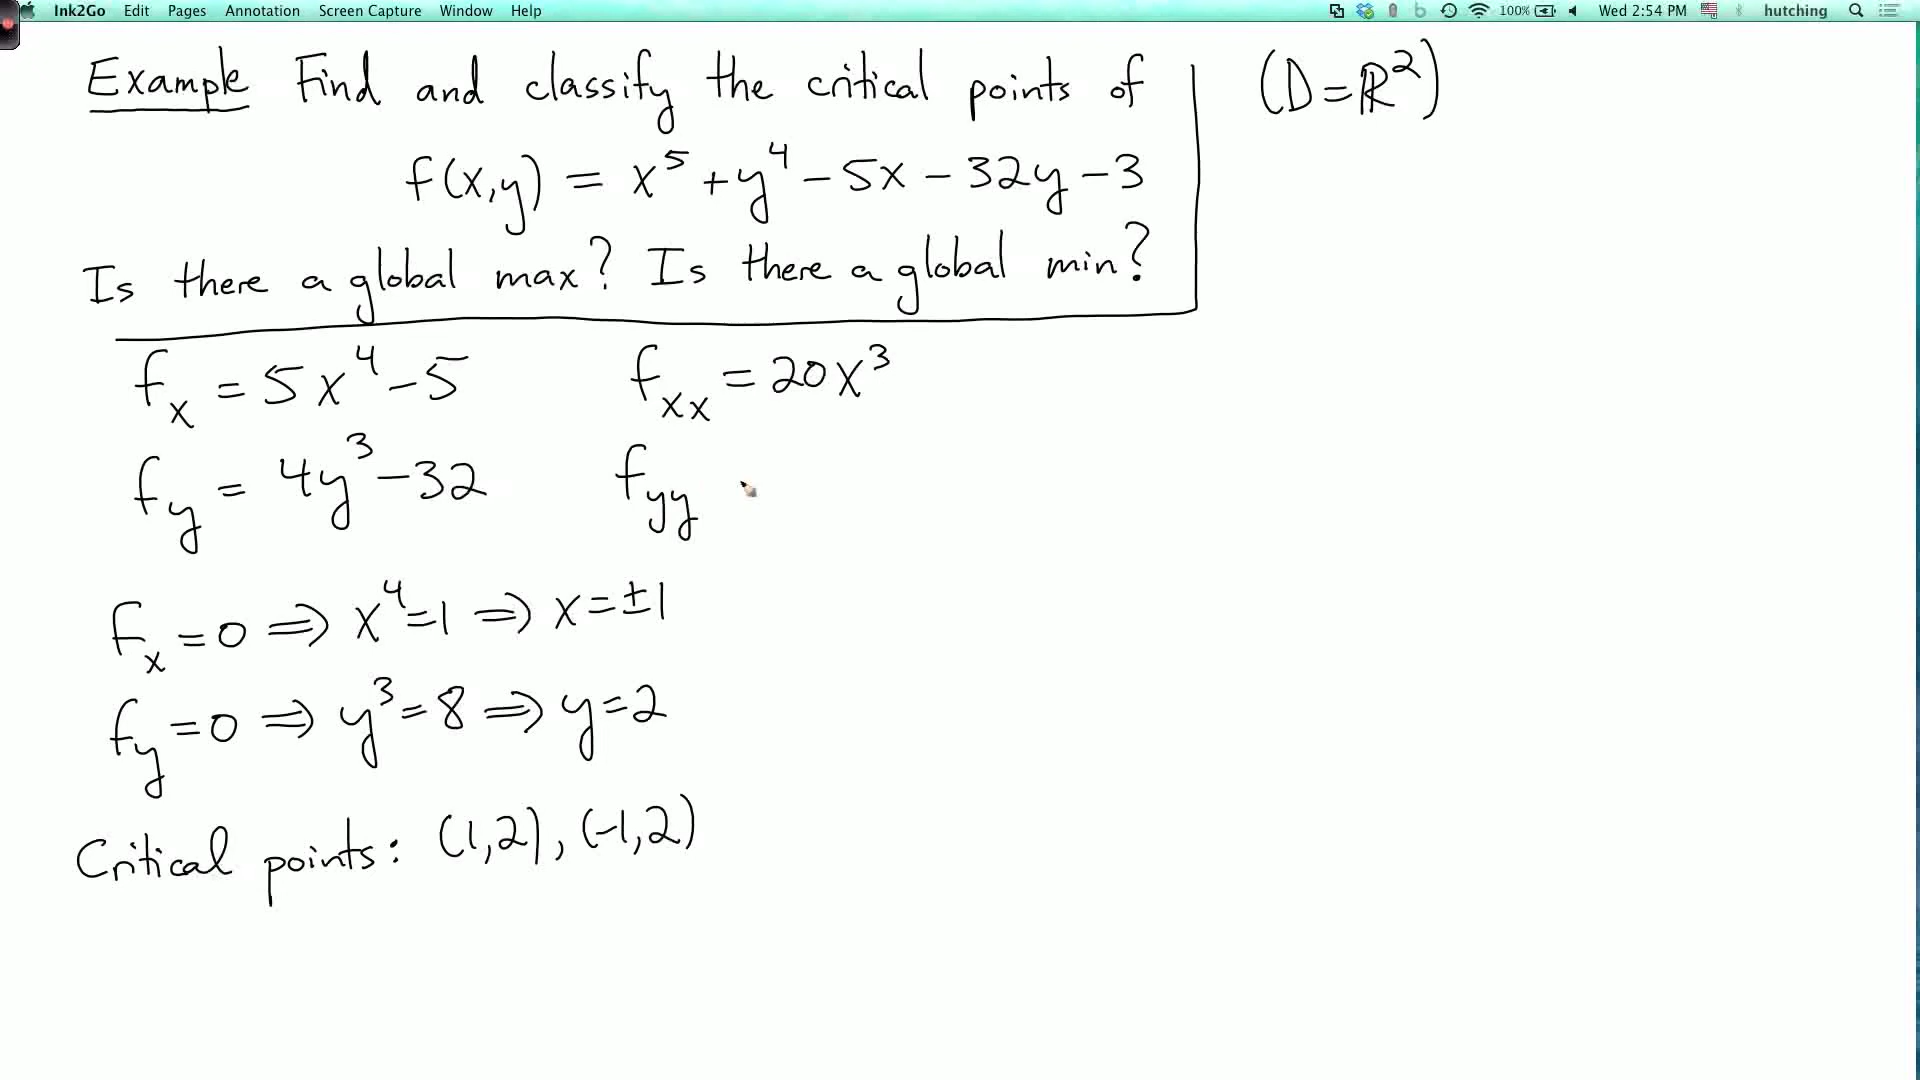 Ink2Go Edit Pages Annotation Screen Capture Window Help 100% Wed 2:54 PM hutching
Example Find and classify the critical points of (D=ℝ²)
f(x,y) = x⁵ + y⁴ - 5x - 32y - 3
Is there a global max? Is there a global min?
fₓ = 5x⁴ - 5 fₓₓ = 20x³
f_y = 4y³ - 32 f_yy
fₓ = 0 ⇒ x⁴ = 1 ⇒ x = ±1
f_y = 0 ⇒ y³ = 8 ⇒ y = 2
Critical points: (1,2), (-1,2)